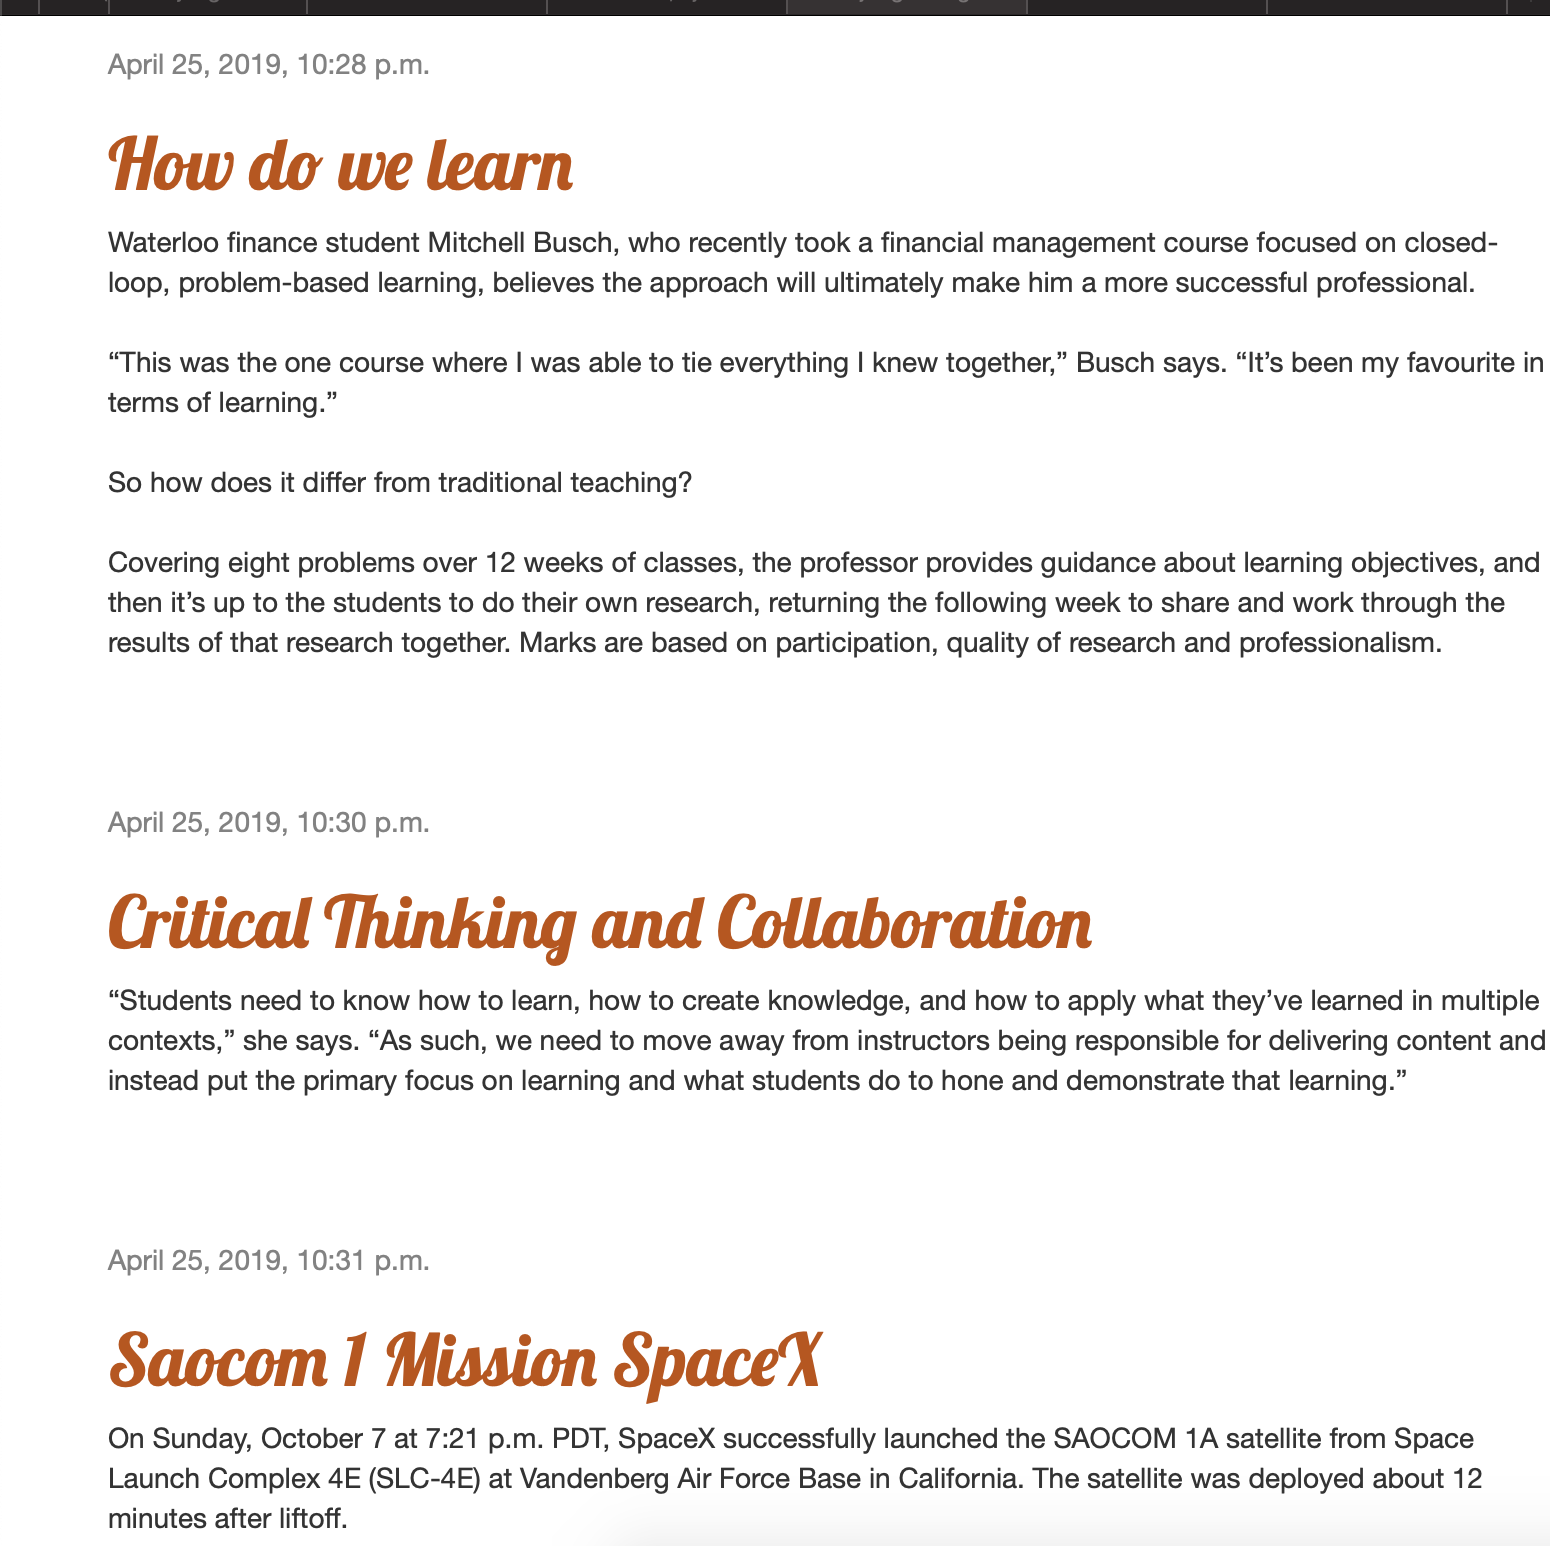 April 25, 2019, 10:28 p.m.
How do we learn
Waterloo finance student Mitchell Busch, who recently took a financial management course focused on closed-
loop, problem-based learning, believes the approach will ultimately make him a more successful professional.
“This was the one course where I was able to tie everything I knew together,” Busch says. “It’s been my favourite in
terms of learning.”
So how does it differ from traditional teaching?
Covering eight problems over 12 weeks of classes, the professor provides guidance about learning objectives, and
then it’s up to the students to do their own research, returning the following week to share and work through the
results of that research together. Marks are based on participation, quality of research and professionalism.
April 25, 2019, 10:30 p.m.
Critical Thinking and Collaboration
“Students need to know how to learn, how to create knowledge, and how to apply what they’ve learned in multiple
contexts,” she says. “As such, we need to move away from instructors being responsible for delivering content and
instead put the primary focus on learning and what students do to hone and demonstrate that learning.”
April 25, 2019, 10:31 p.m.
Saocom 1 Mission SpaceX
On Sunday, October 7 at 7:21 p.m. PDT, SpaceX successfully launched the SAOCOM 1A satellite from Space
Launch Complex 4E (SLC-4E) at Vandenberg Air Force Base in California. The satellite was deployed about 12
minutes after liftoff.